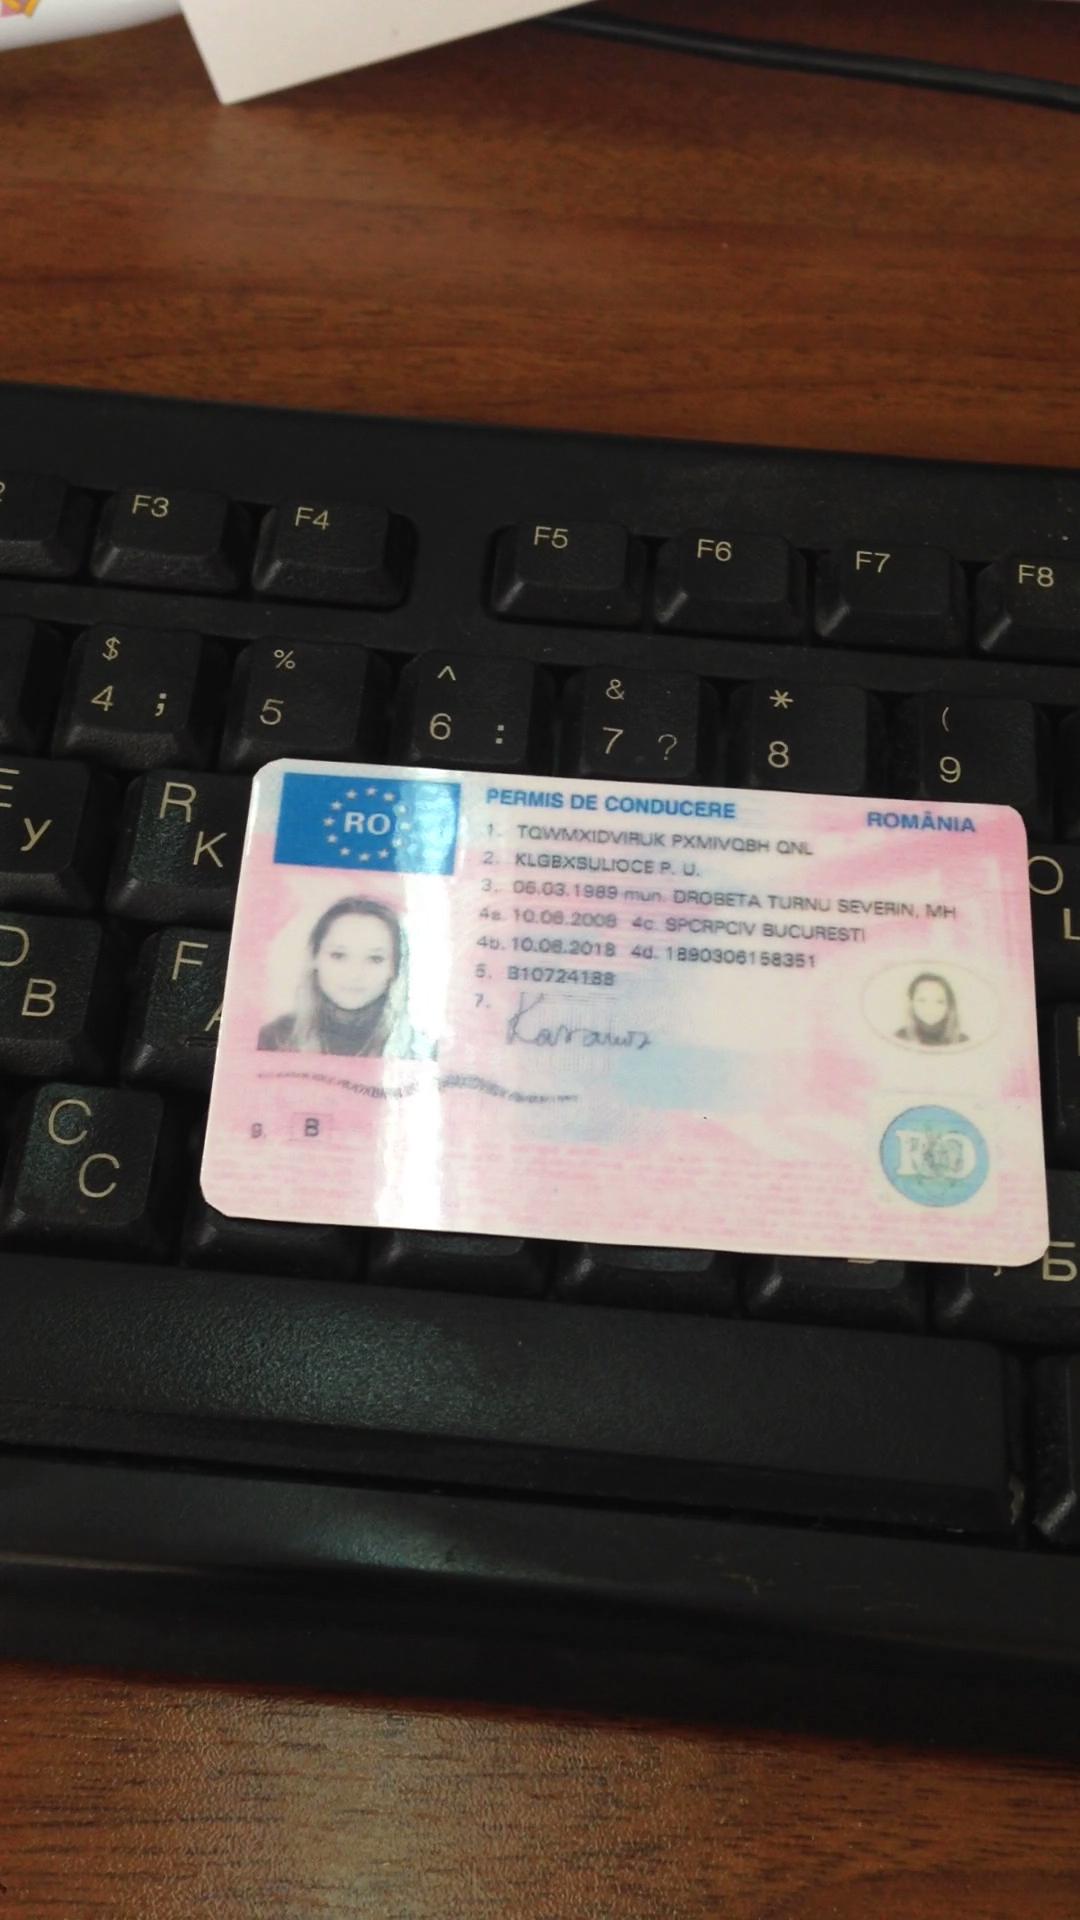 F3 F4 F5 F6 F7 F8
$ % ^ & * (
4 ; 5 6 : 7 ? 8 9
R
У К
RO
PERMIS DE CONDUCERE ROMÂNIA
1. TQWMXIDVIRUK PXMIVQBH QNL
2. KLGBXSULIOCE P. U.
3. 06.03.1989 mun. DROBETA TURNU SEVERIN, MH
4a. 10.06.2008 4c. SPCRPCIV BUCURESTI
4b. 10.06.2018 4d. 1890306158351
5. B10724188
7.
9. B
RO
D F
В А
C
С
Б